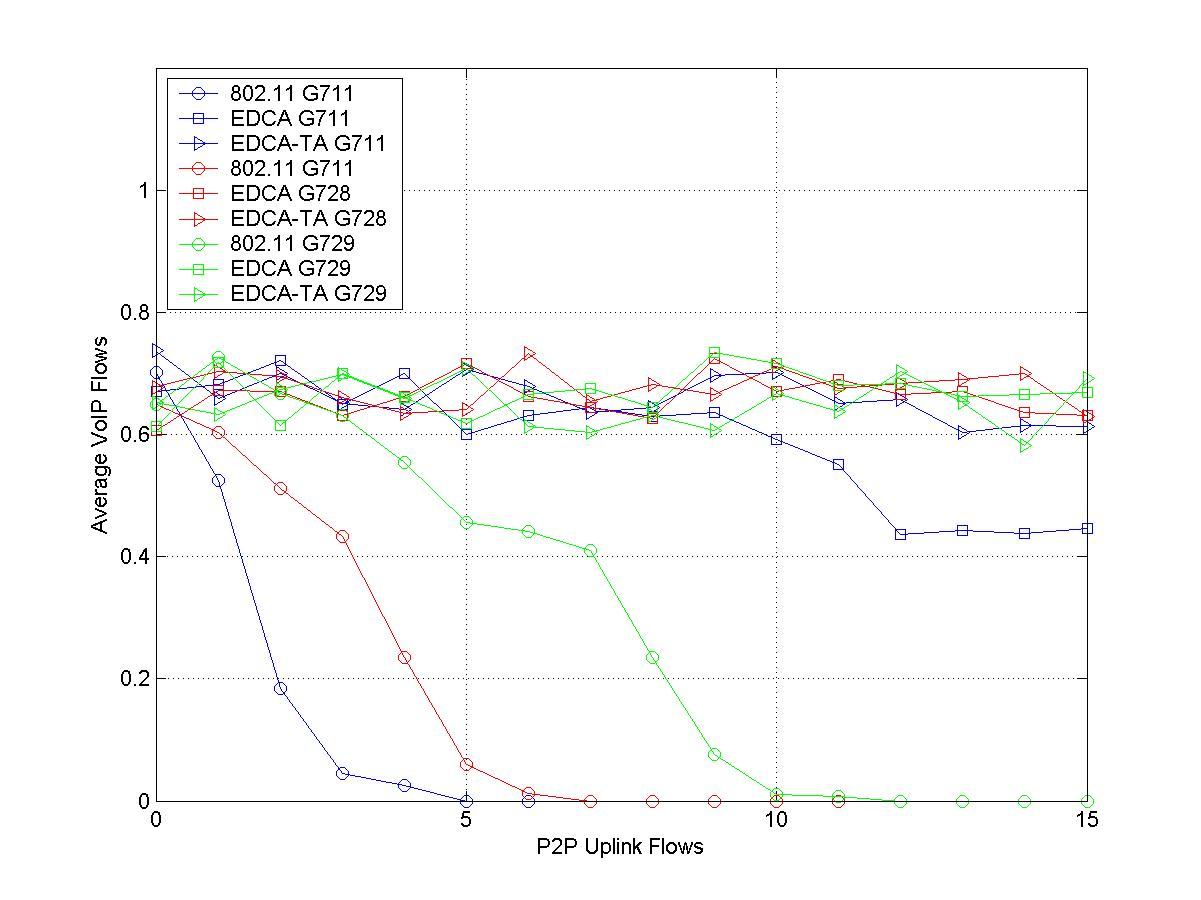 802.11 G711
EDCA G711
EDCA-TA G711
802.11 G711
EDCA G728
EDCA-TA G728
802.11 G729
EDCA G729
EDCA-TA G729
1
0.8
0.6
0.4
0.2
0
Average VoIP Flows
0 5 10 15
P2P Uplink Flows